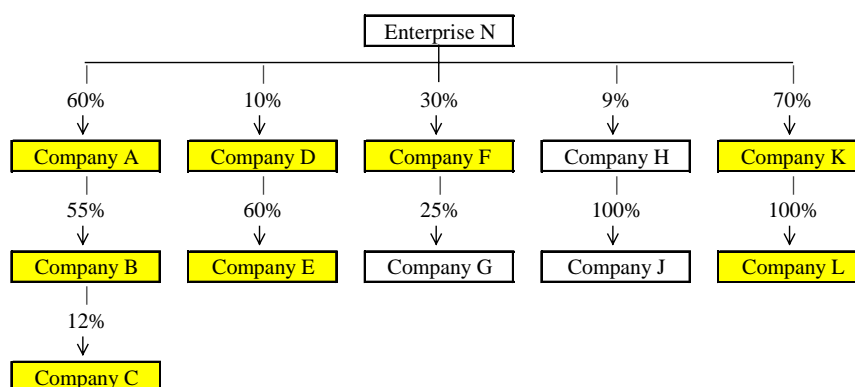 Enterprise N
60% 10% 30% 9% 70%
Company A Company D Company F Company H Company K
55% 60% 25% 100% 100%
Company B Company E Company G Company J Company L
12%
Company C